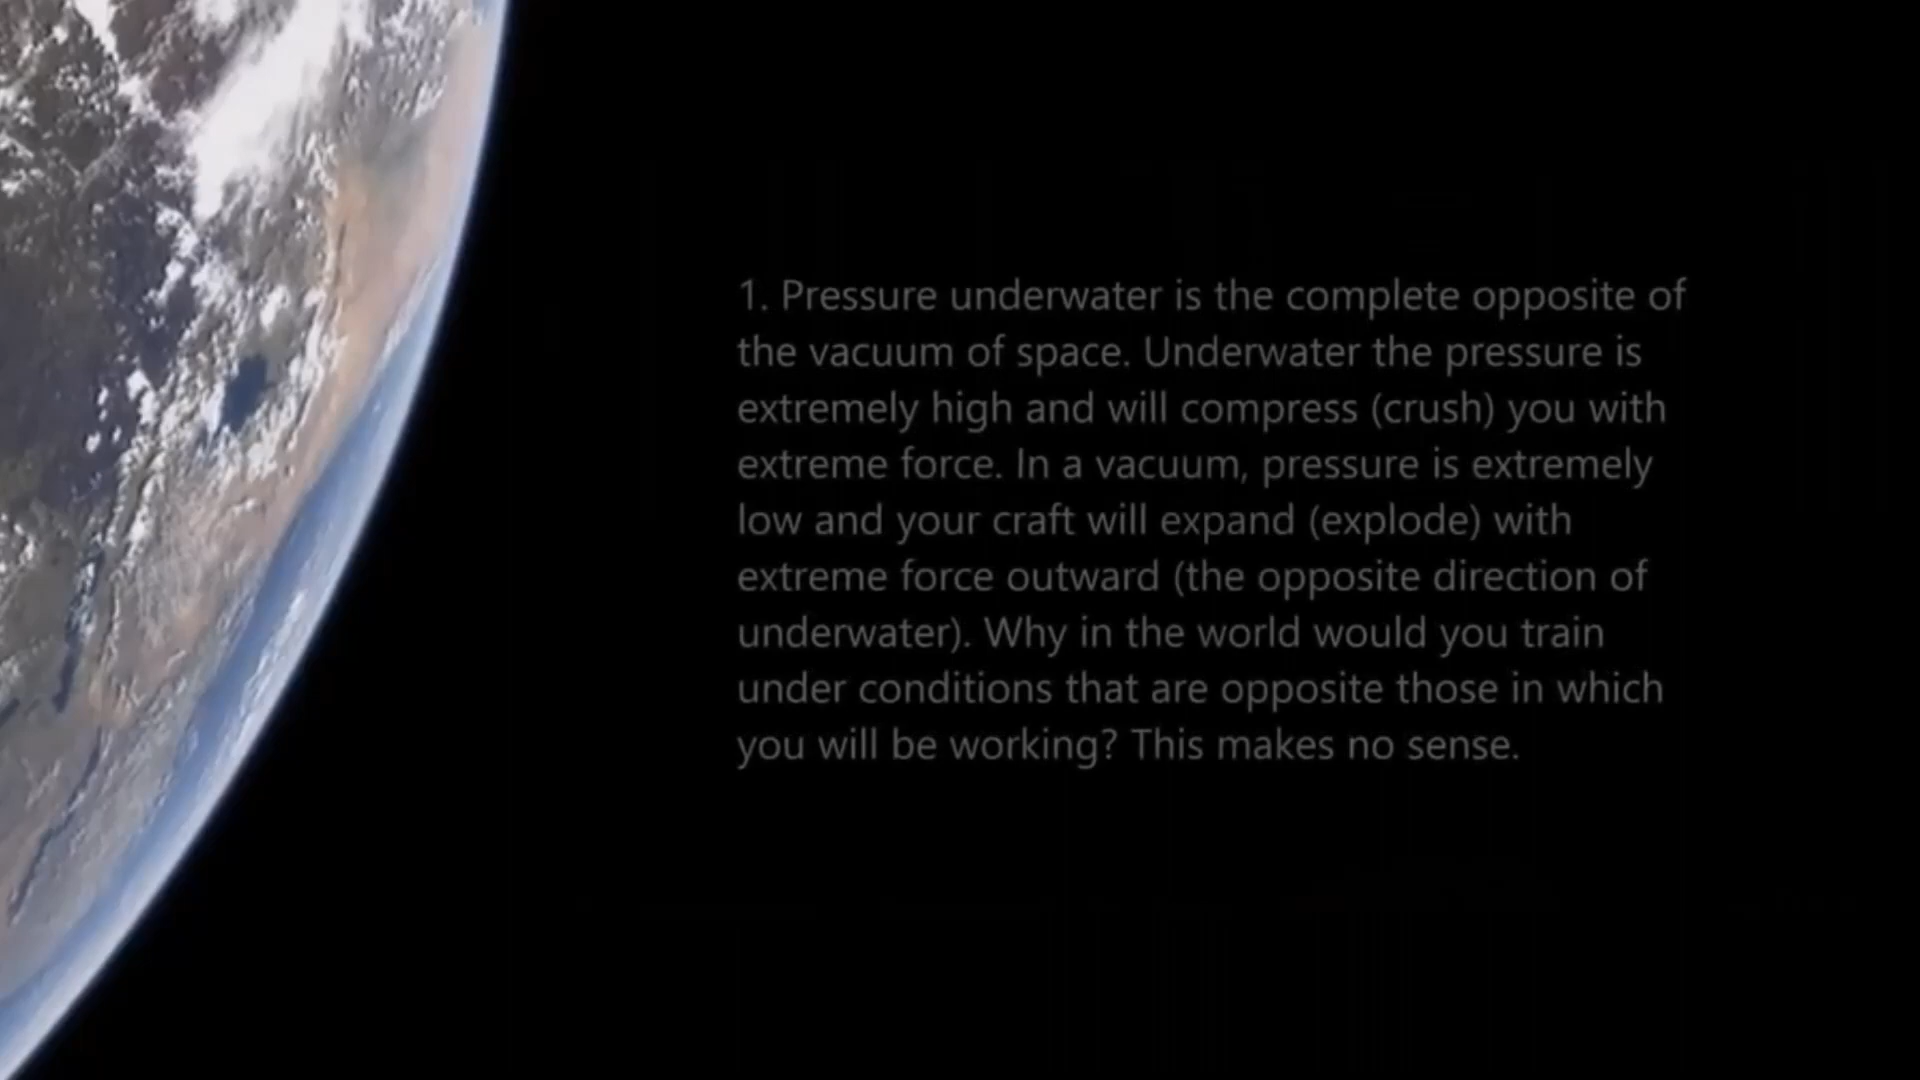 1. Pressure underwater is the complete opposite of
the vacuum of space. Underwater the pressure is
extremely high and will compress (crush) you with
extreme force. In a vacuum, pressure is extremely
low and your craft will expand (explode) with
extreme force outward (the opposite direction of
underwater). Why in the world would you train
under conditions that are opposite those in which
you will be working? This makes no sense.